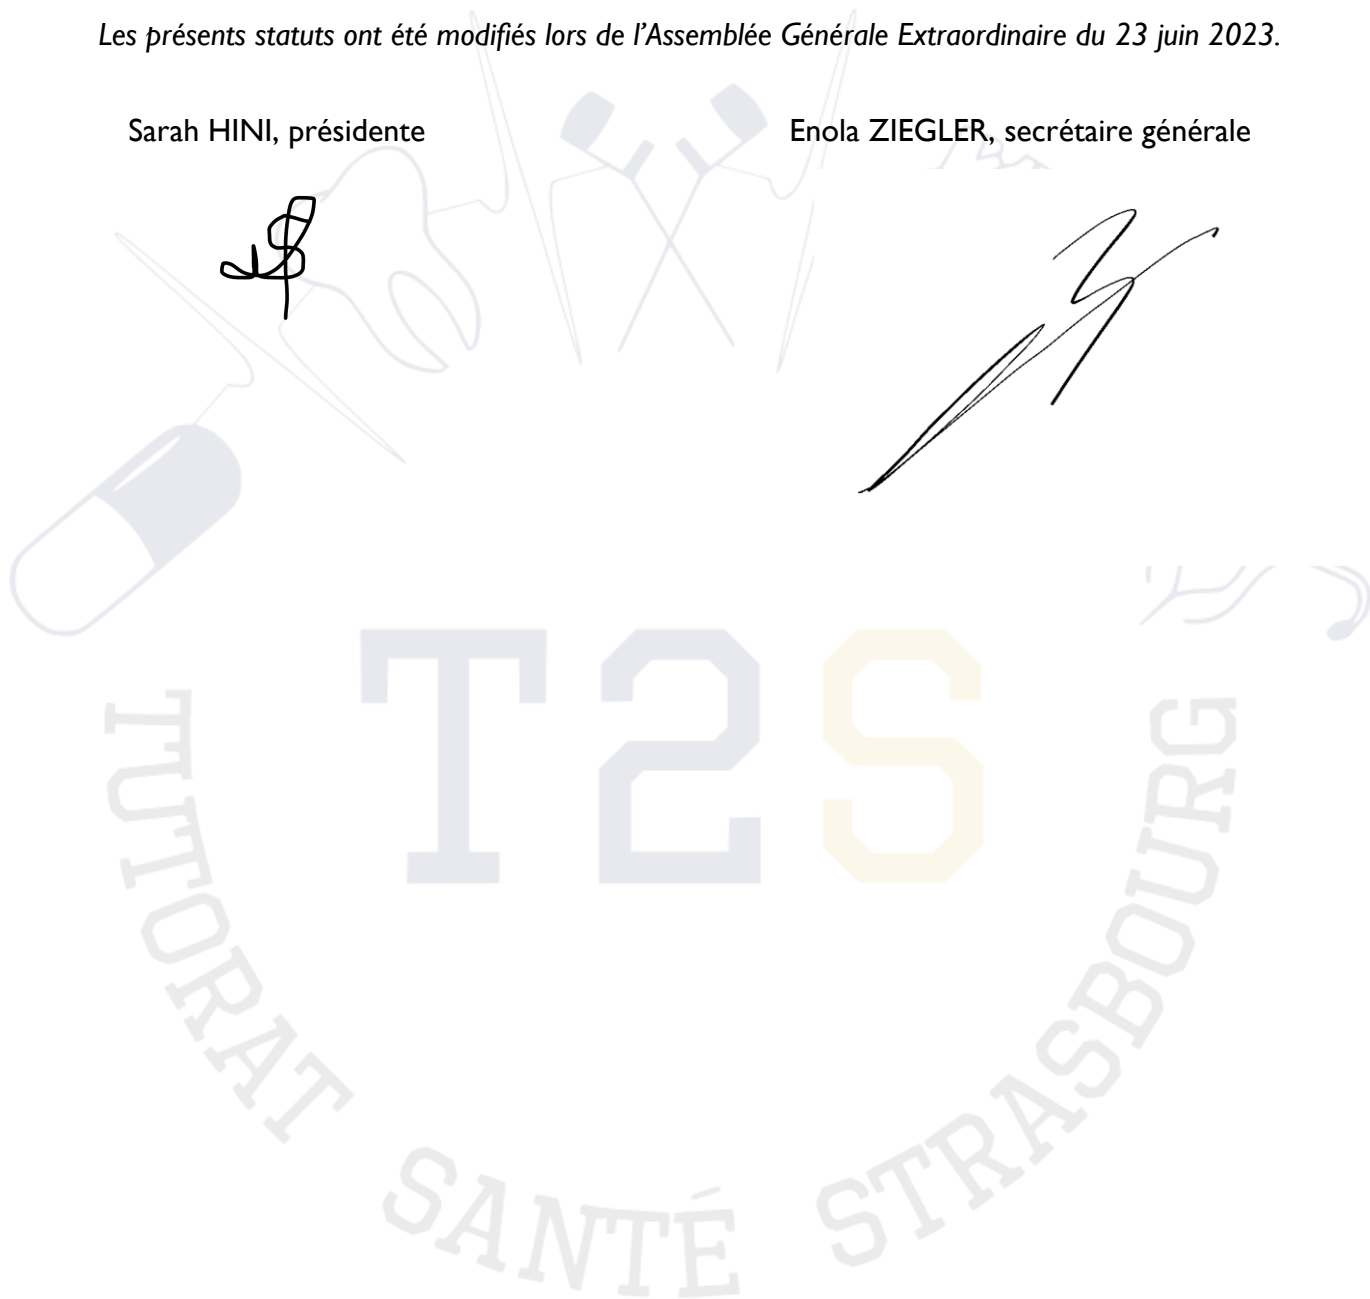 Les présents statuts ont été modifiés lors de l'Assemblée Générale Extraordinaire du 23 juin 2023.
Sarah HINI, présidente
Enola ZIEGLER, secrétaire générale
T2S
TUTORAT SANTÉ STRASBOURG